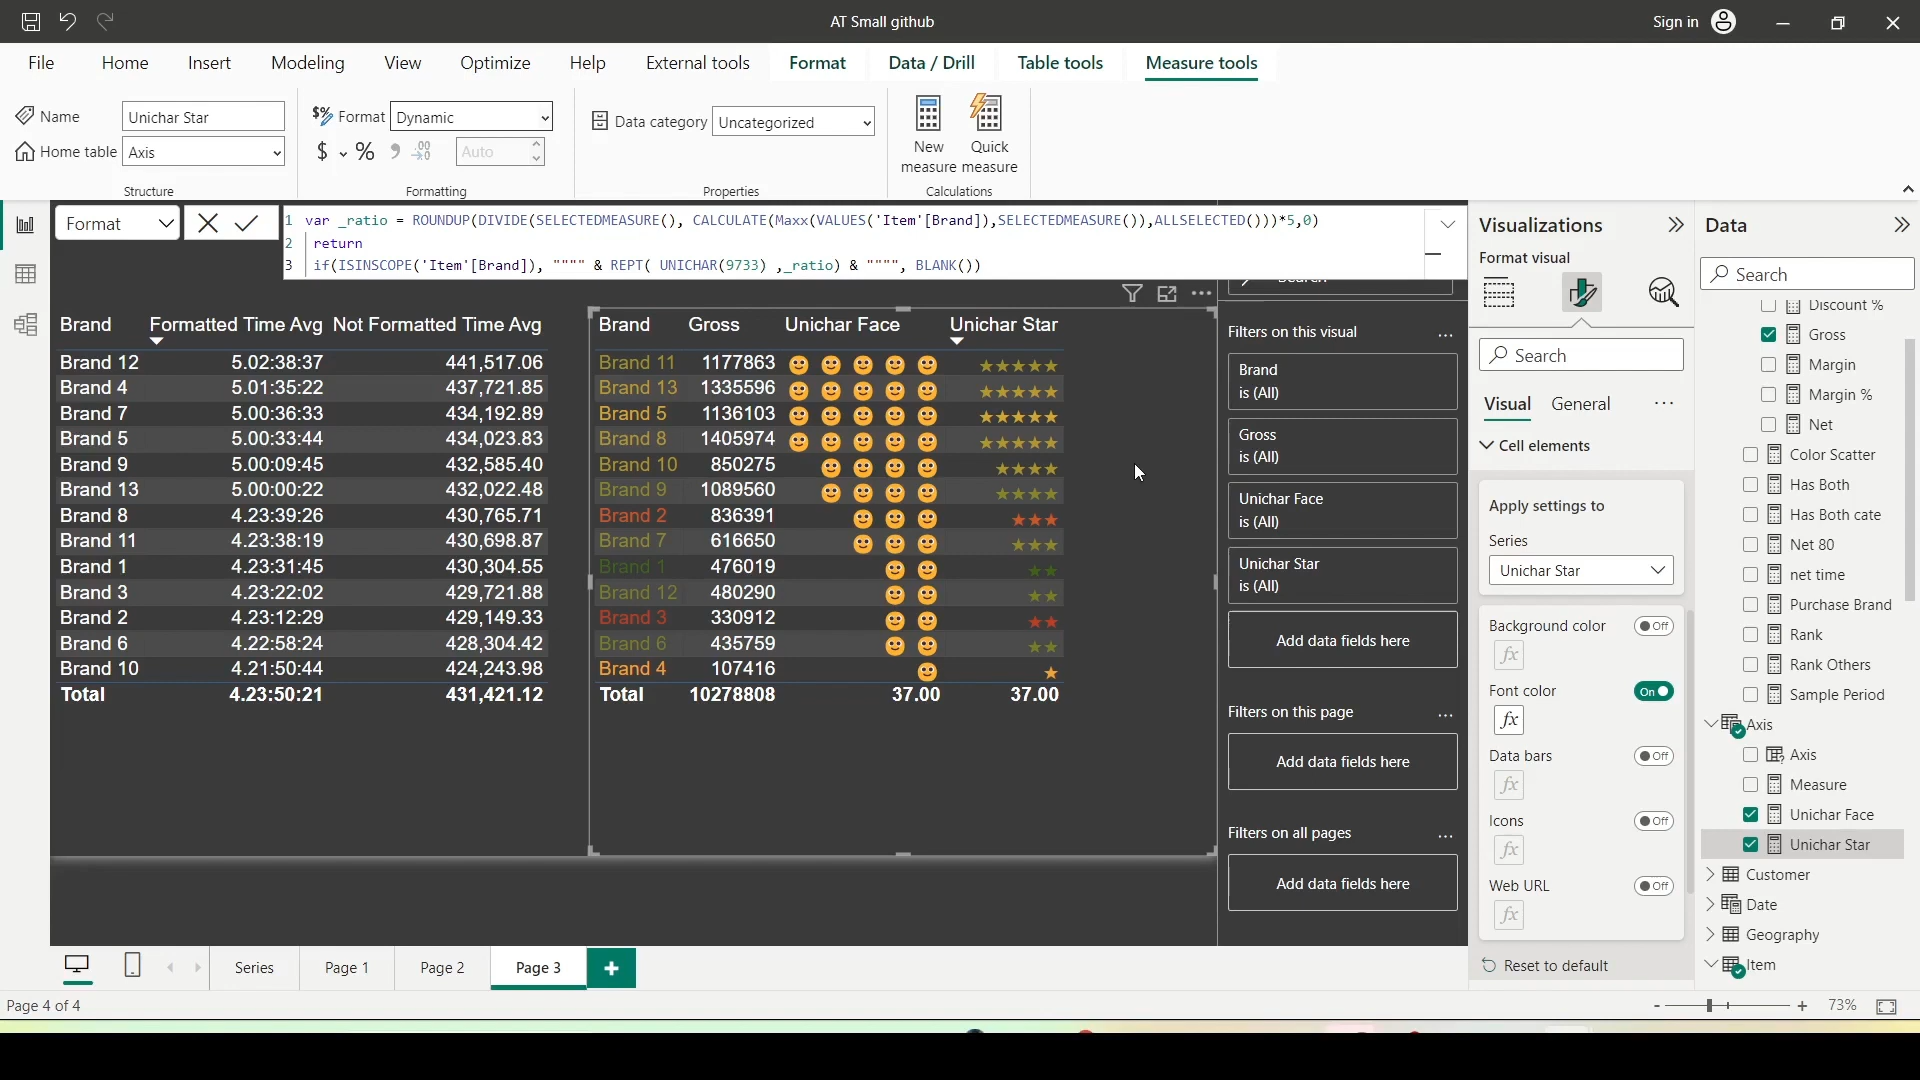 AT Small github
Sign in
File Home Insert Modeling View Optimize Help External tools Format Data / Drill Table tools Measure tools
Name Unichar Star
Home table Axis
Structure
$% Format Dynamic
$ % Auto
Formatting
Data category Uncategorized
Properties
New measure
Quick measure
Calculations
Format
1 var _ratio = ROUNDUP(DIVIDE(SELECTEDMEASURE(), CALCULATE(Maxx(VALUES('Item'[Brand]),SELECTEDMEASURE()),ALLSELECTED()))*5,0)
2 return
3 if(ISINSCOPE('Item'[Brand]), """" & REPT( UNICHAR(9733) ,_ratio) & """", BLANK())
Brand Formatted Time Avg Not Formatted Time Avg
Brand 12 5.02:38:37 441,517.06
Brand 4 5.01:35:22 437,721.85
Brand 7 5.00:36:33 434,192.89
Brand 5 5.00:33:44 434,023.83
Brand 9 5.00:09:45 432,585.40
Brand 13 5.00:00:22 432,022.48
Brand 8 4.23:39:26 430,765.71
Brand 11 4.23:38:19 430,698.87
Brand 1 4.23:31:45 430,304.55
Brand 3 4.23:22:02 429,721.88
Brand 2 4.23:12:29 429,149.33
Brand 6 4.22:58:24 428,304.42
Brand 10 4.21:50:44 424,243.98
Total 4.23:50:21 431,421.12
Brand Gross Unichar Face Unichar Star
Brand 11 1177863 ★★★★★
Brand 13 1335596 ★★★★★
Brand 5 1136103 ★★★★★
Brand 8 1405974 ★★★★★
Brand 10 850275 ★★★★
Brand 9 1089560 ★★★★
Brand 2 836391 ★★★
Brand 7 616650 ★★★
Brand 1 476019 ★★
Brand 12 480290 ★★
Brand 3 330912 ★★
Brand 6 435759 ★★
Brand 4 107416 ★
Total 10278808 37.00 37.00
Filters on this visual ...
Brand
is (All)
Gross
is (All)
Unichar Face
is (All)
Unichar Star
is (All)
Add data fields here
Filters on this page ...
Add data fields here
Filters on all pages ...
Add data fields here
Visualizations
Format visual
Search
Visual General ...
Cell elements
Apply settings to
Series
Unichar Star
Background color Off
fx
Font color On
fx
Data bars Off
fx
Icons Off
fx
Web URL Off
fx
Reset to default
Data
Search
Discount %
Gross
Margin
Margin %
Net
Color Scatter
Has Both
Has Both cate
Net 80
net time
Purchase Brand
Rank
Rank Others
Sample Period
Axis
Axis
Measure
Unichar Face
Unichar Star
Customer
Date
Geography
Item
Series Page 1 Page 2 Page 3 +
Page 4 of 4
- + 73%